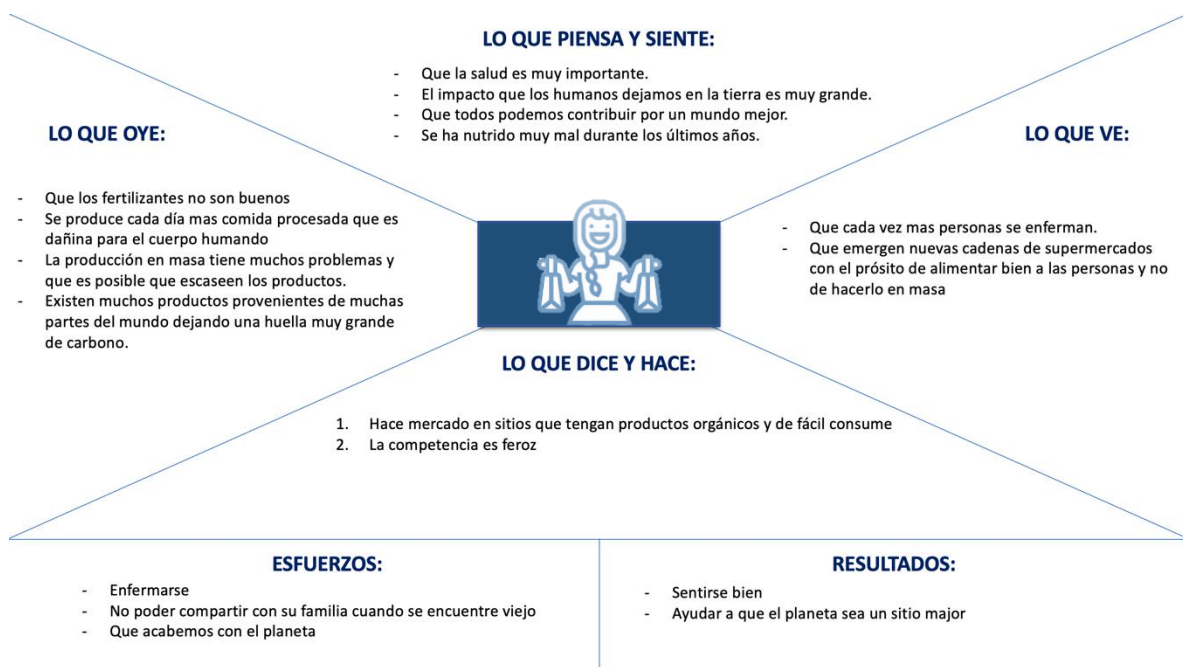 LO QUE PIENSA Y SIENTE:
- Que la salud es muy importante.
- El impacto que los humanos dejamos en la tierra es muy grande.
- Que todos podemos contribuir por un mundo mejor.
- Se ha nutrido muy mal durante los últimos años.
LO QUE OYE:
- Que los fertilizantes no son buenos
- Se produce cada día mas comida procesada que es
dañina para el cuerpo humando
- La producción en masa tiene muchos problemas y
que es posible que escaseen los productos.
- Existen muchos productos provenientes de muchas
partes del mundo dejando una huella muy grande
de carbono.
LO QUE VE:
- Que cada vez mas personas se enferman.
- Que emergen nuevas cadenas de supermercados
con el prósito de alimentar bien a las personas y no
de hacerlo en masa
LO QUE DICE Y HACE:
1. Hace mercado en sitios que tengan productos orgánicos y de fácil consume
2. La competencia es feroz
ESFUERZOS:
- Enfermarse
- No poder compartir con su familia cuando se encuentre viejo
- Que acabemos con el planeta
RESULTADOS:
- Sentirse bien
- Ayudar a que el planeta sea un sitio major